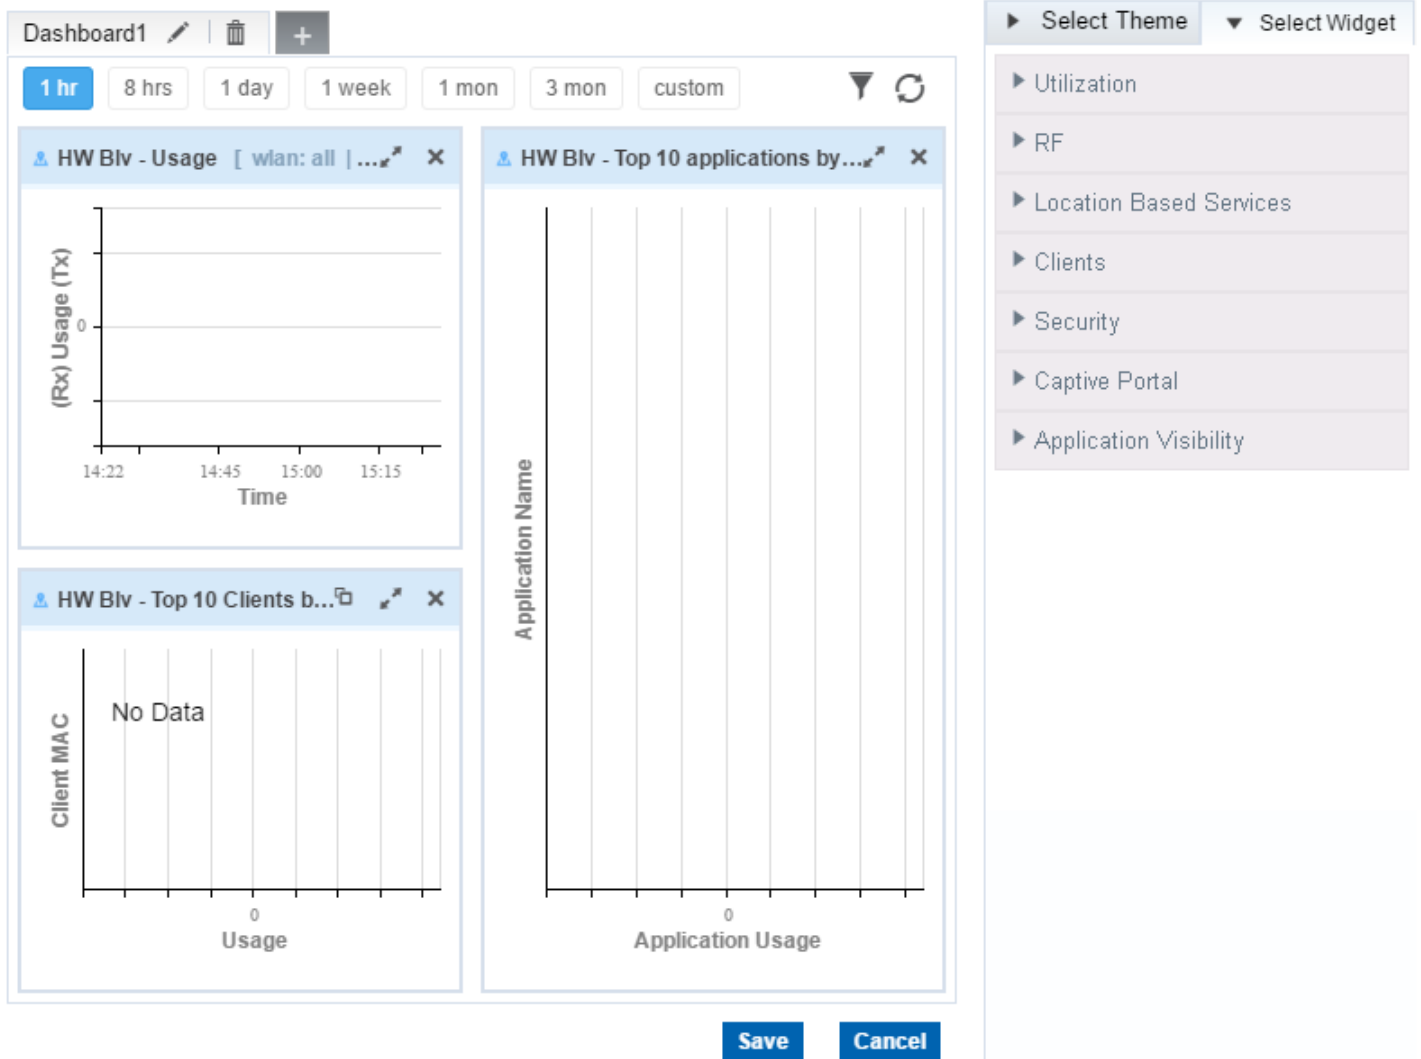 Dashboard1
+
Select Theme
Select Widget
1 hr
8 hrs
1 day
1 week
1 mon
3 mon
custom
HW Blv - Usage [ wlan: all | ...
(Rx) Usage (Tx)
0
14:22 14:45 15:00 15:15
Time
HW Blv - Top 10 Clients b...
No Data
Client MAC
0
Usage
HW Blv - Top 10 applications by...
Application Name
0
Application Usage
Utilization
RF
Location Based Services
Clients
Security
Captive Portal
Application Visibility
Save
Cancel